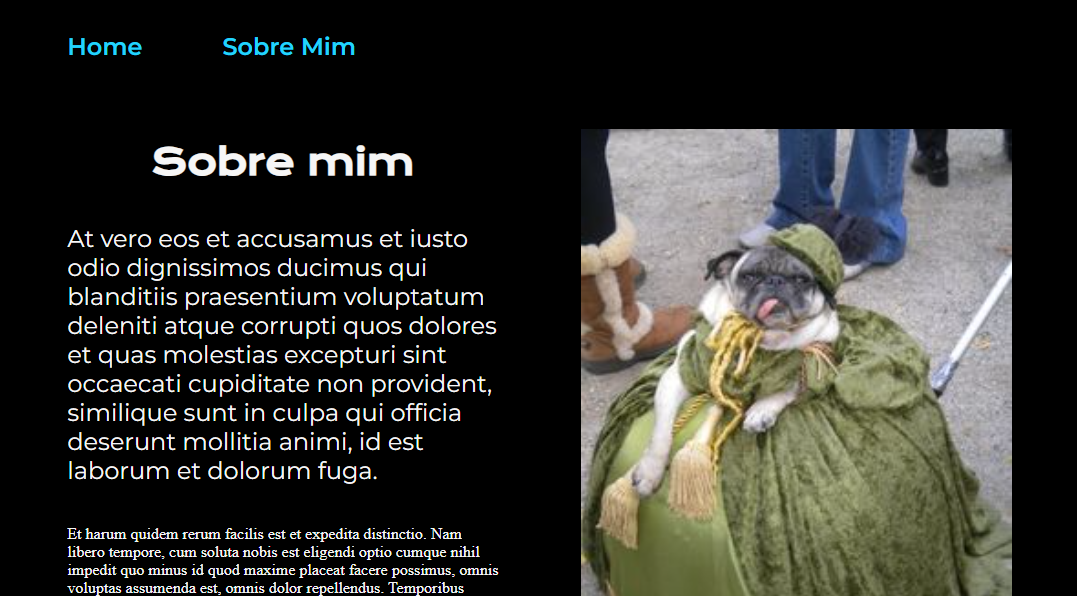 Home Sobre Mim
Sobre mim
At vero eos et accusamus et iusto
odio dignissimos ducimus qui
blanditiis praesentium voluptatum
deleniti atque corrupti quos dolores
et quas molestias excepturi sint
occaecati cupiditate non provident,
similique sunt in culpa qui officia
deserunt mollitia animi, id est
laborum et dolorum fuga.
Et harum quidem rerum facilis est et expedita distinctio. Nam
libero tempore, cum soluta nobis est eligendi optio cumque nihil
impedit quo minus id quod maxime placeat facere possimus, omnis
voluptas assumenda est, omnis dolor repellendus. Temporibus